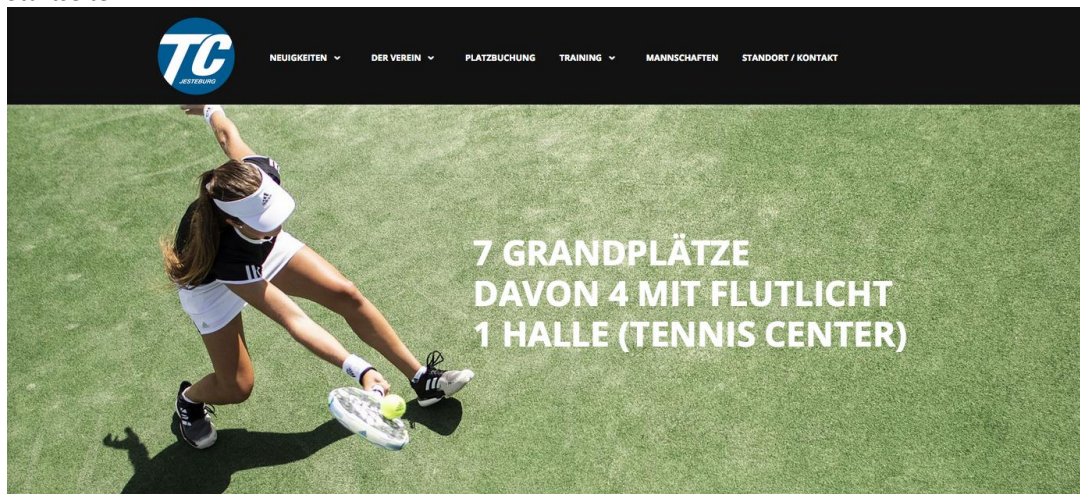 TC
JESTEBURG
NEUIGKEITEN
DER VEREIN
PLATZBUCHUNG
TRAINING
MANNSCHAFTEN
STANDORT / KONTAKT
7 GRANDPLÄTZE
DAVON 4 MIT FLUTLICHT
1 HALLE (TENNIS CENTER)